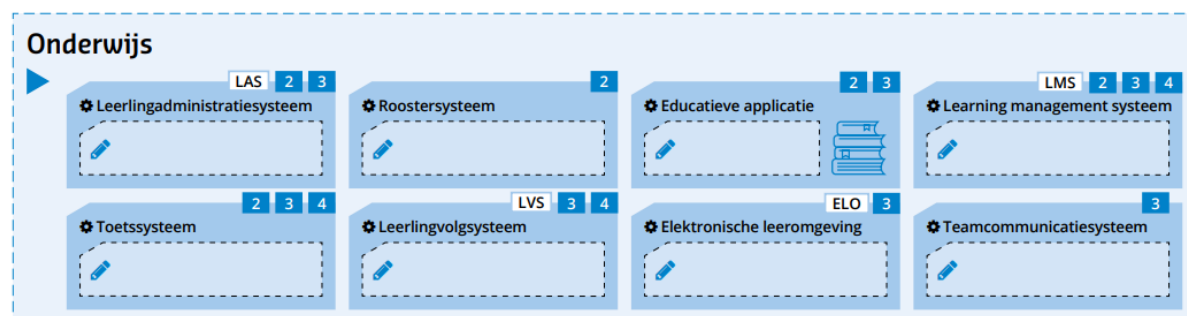 Onderwijs
LAS 2 3
Leerlingadministratiesysteem
2
Roostersysteem
2 3
Educatieve applicatie
LMS 2 3 4
Learning management systeem
2 3 4
Toetssysteem
LVS 3 4
Leerlingvolgsysteem
ELO 3
Elektronische leeromgeving
3
Teamcommunicatiesysteem